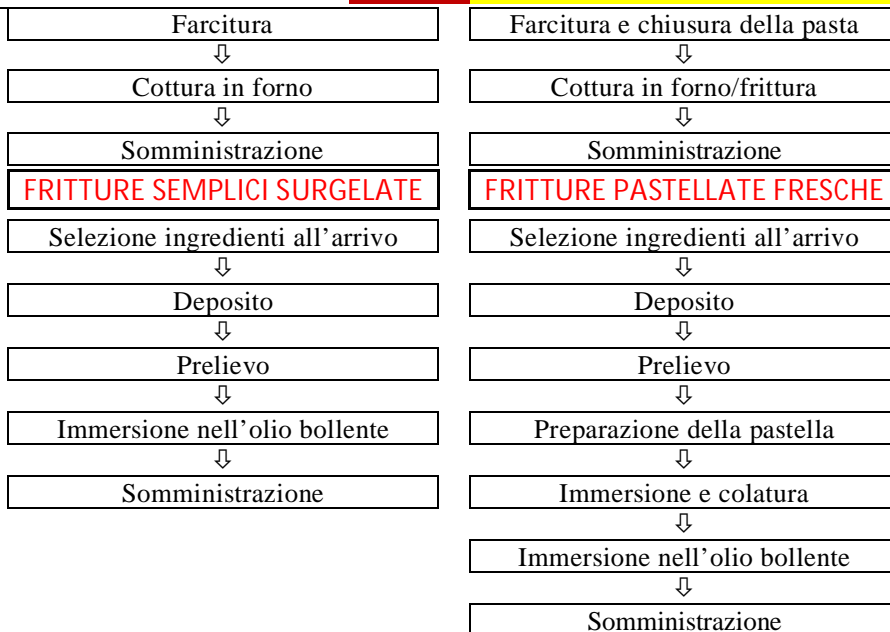 Farcitura
⇩
Cottura in forno
⇩
Somministrazione
FRITTURE SEMPLICI SURGELATE
Selezione ingredienti all’arrivo
⇩
Deposito
⇩
Prelievo
⇩
Immersione nell’olio bollente
⇩
Somministrazione
Farcitura e chiusura della pasta
⇩
Cottura in forno/frittura
⇩
Somministrazione
FRITTURE PASTELLATE FRESCHE
Selezione ingredienti all’arrivo
⇩
Deposito
⇩
Prelievo
⇩
Preparazione della pastella
⇩
Immersione e colatura
⇩
Immersione nell’olio bollente
⇩
Somministrazione